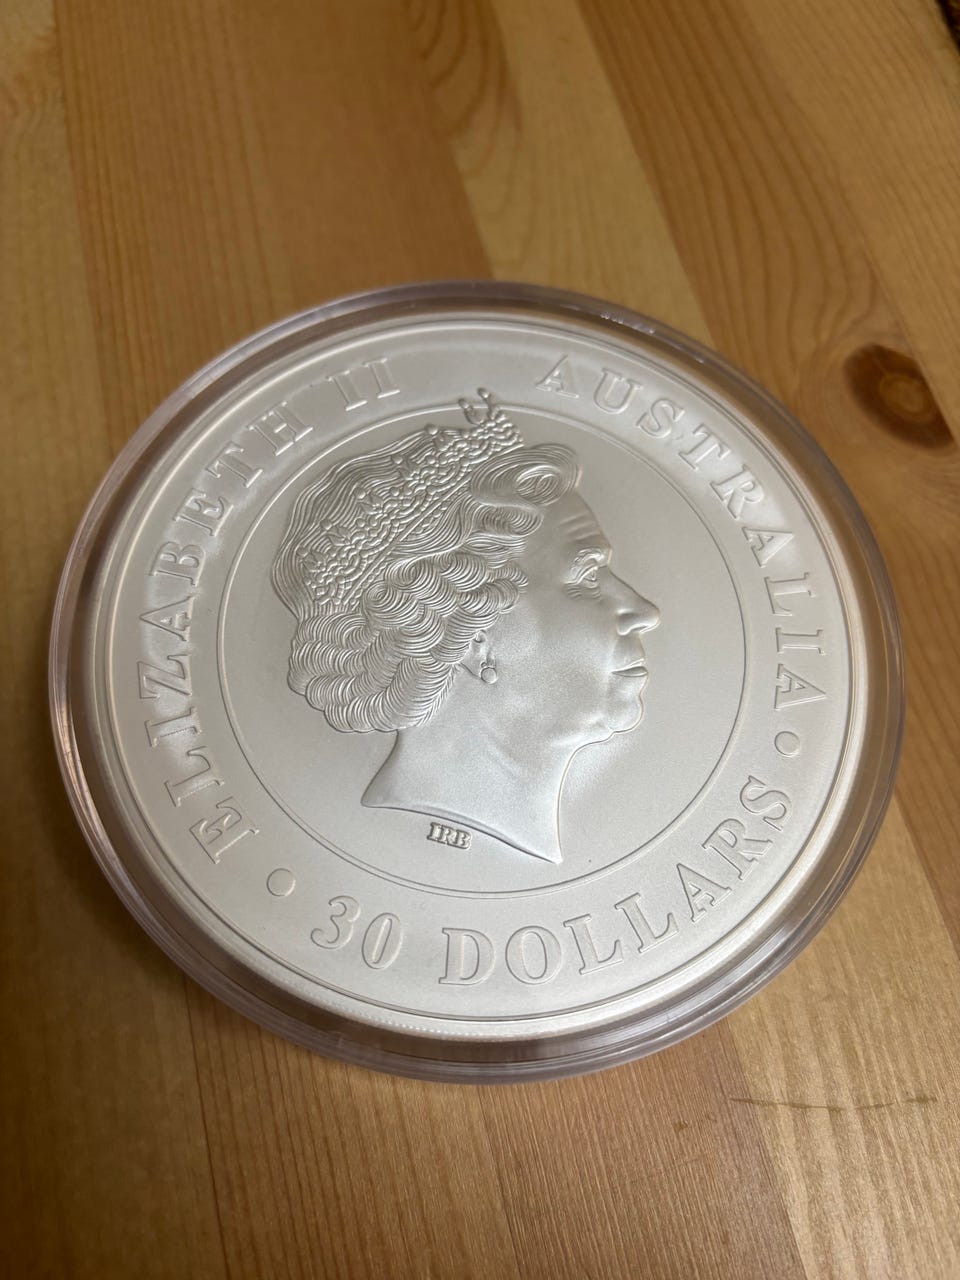 ELIZABETH II AUSTRALIA • 30 DOLLARS •
IRB